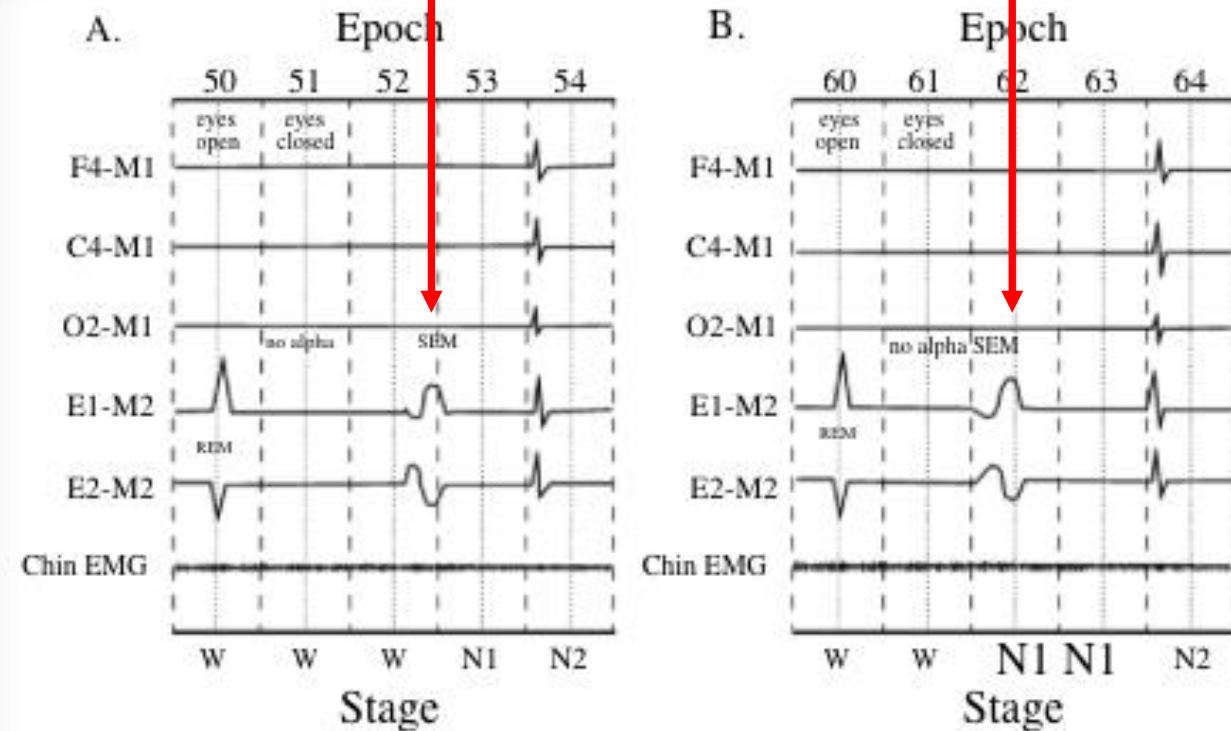 A.
Epoch
50 51 52 53 54
eyes open
eyes closed
F4-M1
C4-M1
O2-M1
no alpha
SEM
E1-M2
REM
E2-M2
Chin EMG
W W W N1 N2
Stage
B.
Epoch
60 61 62 63 64
eyes open
eyes closed
F4-M1
C4-M1
O2-M1
no alpha SEM
E1-M2
REM
E2-M2
Chin EMG
W W N1 N1 N2
Stage